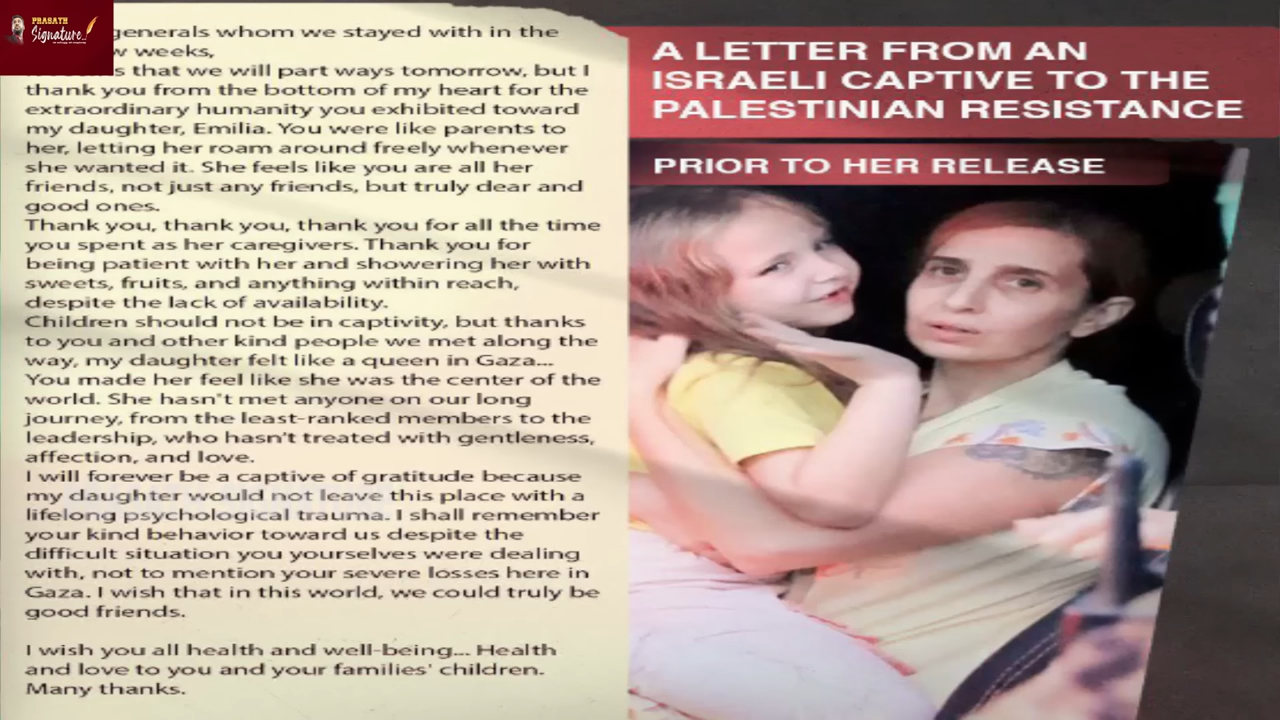 PRASATH
Signature
generals whom we stayed with in the
weeks,
that we will part ways tomorrow, but I
thank you from the bottom of my heart for the
extraordinary humanity you exhibited toward
my daughter, Emilia. You were like parents to
her, letting her roam around freely whenever
she wanted it. She feels like you are all her
friends, not just any friends, but truly dear and
good ones.
Thank you, thank you, thank you for all the time
you spent as her caregivers. Thank you for
being patient with her and showering her with
sweets, fruits, and anything within reach,
despite the lack of availability.
Children should not be in captivity, but thanks
to you and other kind people we met along the
way, my daughter felt like a queen in Gaza...
You made her feel like she was the center of the
world. She hasn't met anyone on our long
journey, from the least-ranked members to the
leadership, who hasn't treated with gentleness,
affection, and love.
I will forever be a captive of gratitude because
my daughter would not leave this place with a
lifelong psychological trauma. I shall remember
your kind behavior toward us despite the
difficult situation you yourselves were dealing
with, not to mention your severe losses here in
Gaza. I wish that in this world, we could truly be
good friends.
I wish you all health and well-being... Health
and love to you and your families' children.
Many thanks.
A LETTER FROM AN
ISRAELI CAPTIVE TO THE
PALESTINIAN RESISTANCE
PRIOR TO HER RELEASE